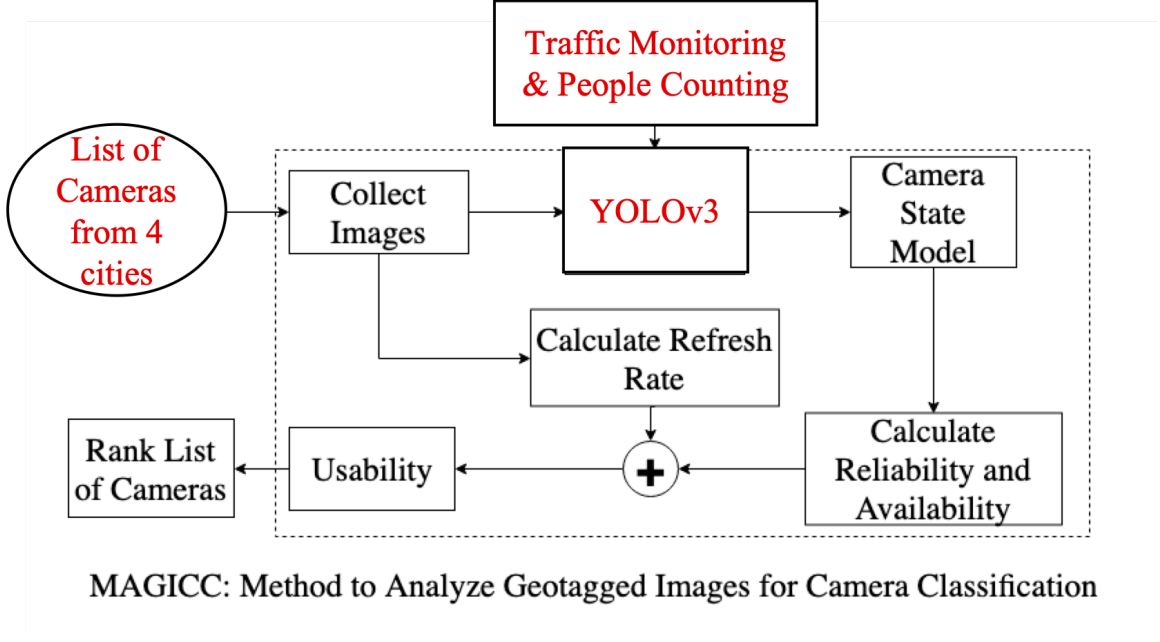 Traffic Monitoring
& People Counting
List of
Cameras
from 4
cities
Collect
Images
YOLOv3
Camera
State
Model
Calculate Refresh
Rate
Rank List
of Cameras
Usability
+
Calculate
Reliability and
Availability
MAGICC: Method to Analyze Geotagged Images for Camera Classification